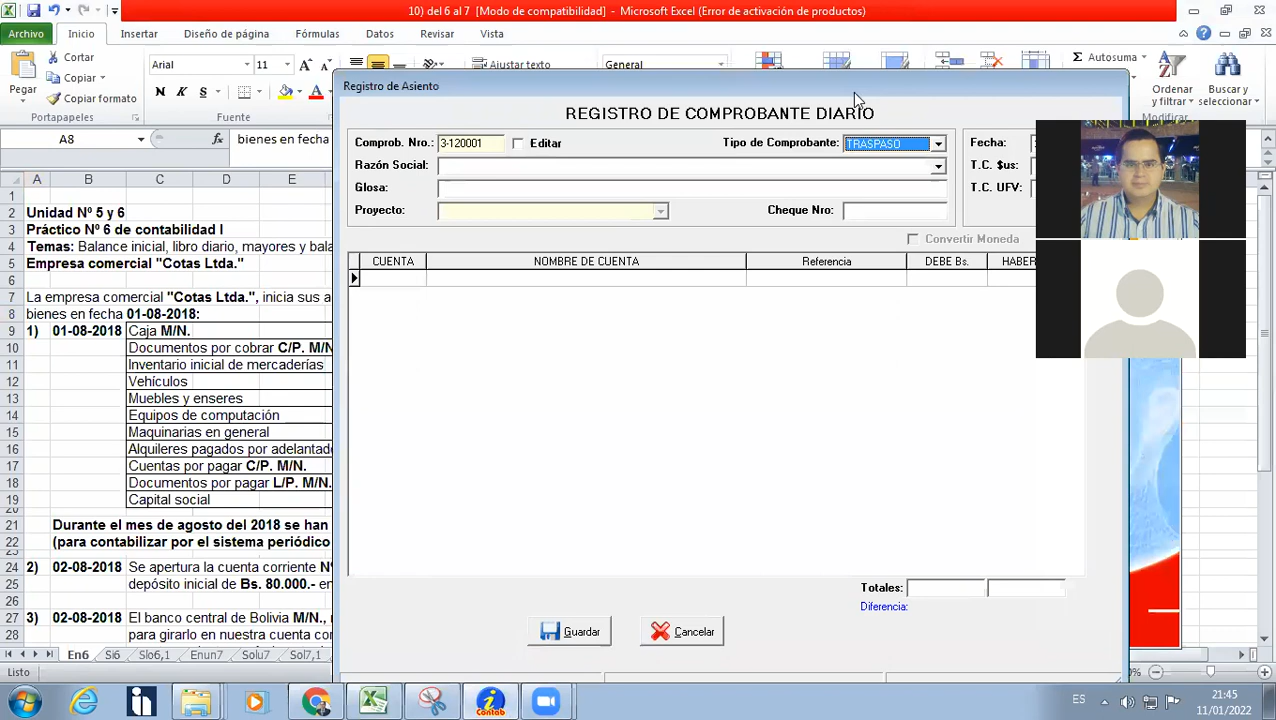 10) del 6 al 7 [Modo de compatibilidad] - Microsoft Excel (Error de activación de productos)
Archivo Inicio Insertar Diseño de página Fórmulas Datos Revisar Vista
Cortar
Copiar
Copiar formato
Pegar
Portapapeles
Arial 11
N K S
Fuente
Ajustar texto
General
Autosuma
Ordenar y filtrar
Buscar y seleccionar
Modificar
A8
bienes en fecha
A B C D E
1
2 Unidad Nº 5 y 6
3 Práctico Nº 6 de contabilidad I
4 Temas: Balance inicial, libro diario, mayores y bala
5 Empresa comercial "Cotas Ltda."
6
7 La empresa comercial "Cotas Ltda.", inicia sus a
8 bienes en fecha 01-08-2018:
9 1) 01-08-2018 Caja M/N.
10 Documentos por cobrar C/P. M/N
11 Inventario inicial de mercaderías
12 Vehículos
13 Muebles y enseres
14 Equipos de computación
15 Maquinarias en general
16 Alquileres pagados por adelantado
17 Cuentas por pagar C/P. M/N.
18 Documentos por pagar L/P. M/N.
19 Capital social
20
21 Durante el mes de agosto del 2018 se han
22 (para contabilizar por el sistema periódico
23
24 2) 02-08-2018 Se apertura la cuenta corriente Nº
25 depósito inicial de Bs. 80.000.- en
26
27 3) 02-08-2018 El banco central de Bolivia M/N.,
28 para girarlo en nuestra cuenta cor
En6 Si6 Slo6,1 Enun7 Solu7 Sol7,1
Listo
Registro de Asiento
REGISTRO DE COMPROBANTE DIARIO
Comprob. Nro.: 3-120001 Editar Tipo de Comprobante: TRASPASO Fecha:
Razón Social: T.C. $us:
Glosa: T.C. UFV:
Proyecto: Cheque Nro:
Convertir Moneda
CUENTA NOMBRE DE CUENTA Referencia DEBE Bs. HABER
Totales:
Diferencia:
Guardar Cancelar
Contab
ES
21:45
11/01/2022